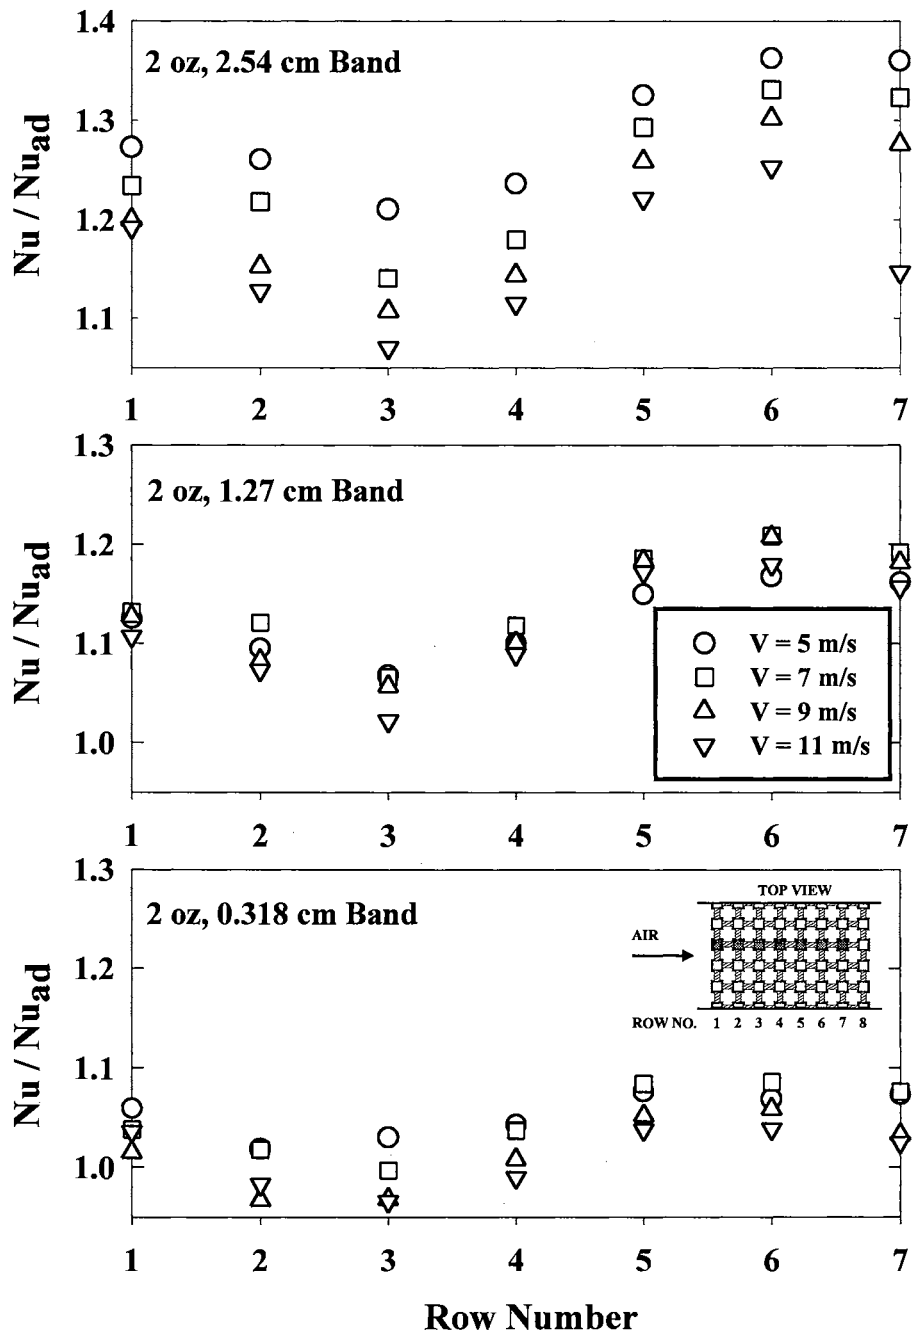 1.4
2 oz, 2.54 cm Band
1.3
1.2
1.1
Nu / Nuad
1 2 3 4 5 6 7
1.3
2 oz, 1.27 cm Band
1.2
1.1
1.0
Nu / Nuad
V = 5 m/s
V = 7 m/s
V = 9 m/s
V = 11 m/s
1 2 3 4 5 6 7
1.3
2 oz, 0.318 cm Band
1.2
1.1
1.0
Nu / Nuad
TOP VIEW
AIR
ROW NO. 1 2 3 4 5 6 7 8
1 2 3 4 5 6 7
Row Number